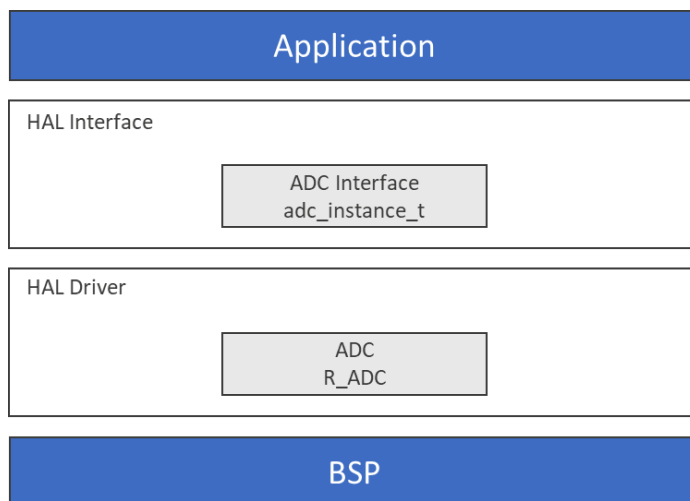 Application
HAL Interface
ADC Interface
adc_instance_t
HAL Driver
ADC
R_ADC
BSP